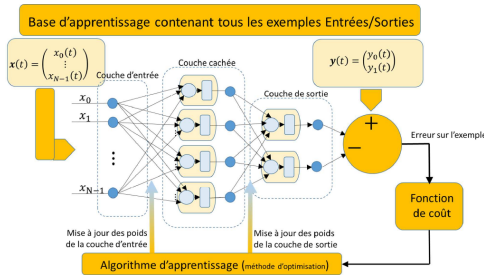 Base d'apprentissage contenant tous les exemples Entrées/Sorties
x(t) = (x₀(t) ⋮ x_{N−1}(t))
Couche d'entrée
Couche cachée
y(t) = (y₀(t) y₁(t))
Couche de sortie
x₀
x₁
...
x_{N−1}
+
−
Erreur sur l'exemple
Mise à jour des poids
de la couche d'entrée
Mise à jour des poids
de la couche de sortie
Fonction
de coût
Algorithme d'apprentissage (méthode d'optimisation)